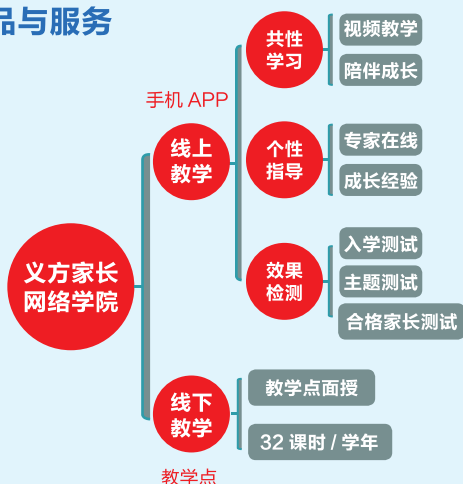 品与服务
共性
学习
视频教学
陪伴成长
手机 APP
线上
教学
个性
指导
专家在线
成长经验
义方家长
网络学院
效果
检测
入学测试
主题测试
合格家长测试
线下
教学
教学点面授
32 课时 / 学年
教学点